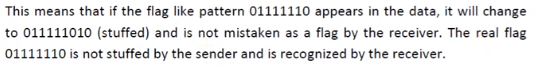 This means that if the flag like pattern 01111110 appears in the data, it will change
to 011111010 (stuffed) and is not mistaken as a flag by the receiver. The real flag
01111110 is not stuffed by the sender and is recognized by the receiver.